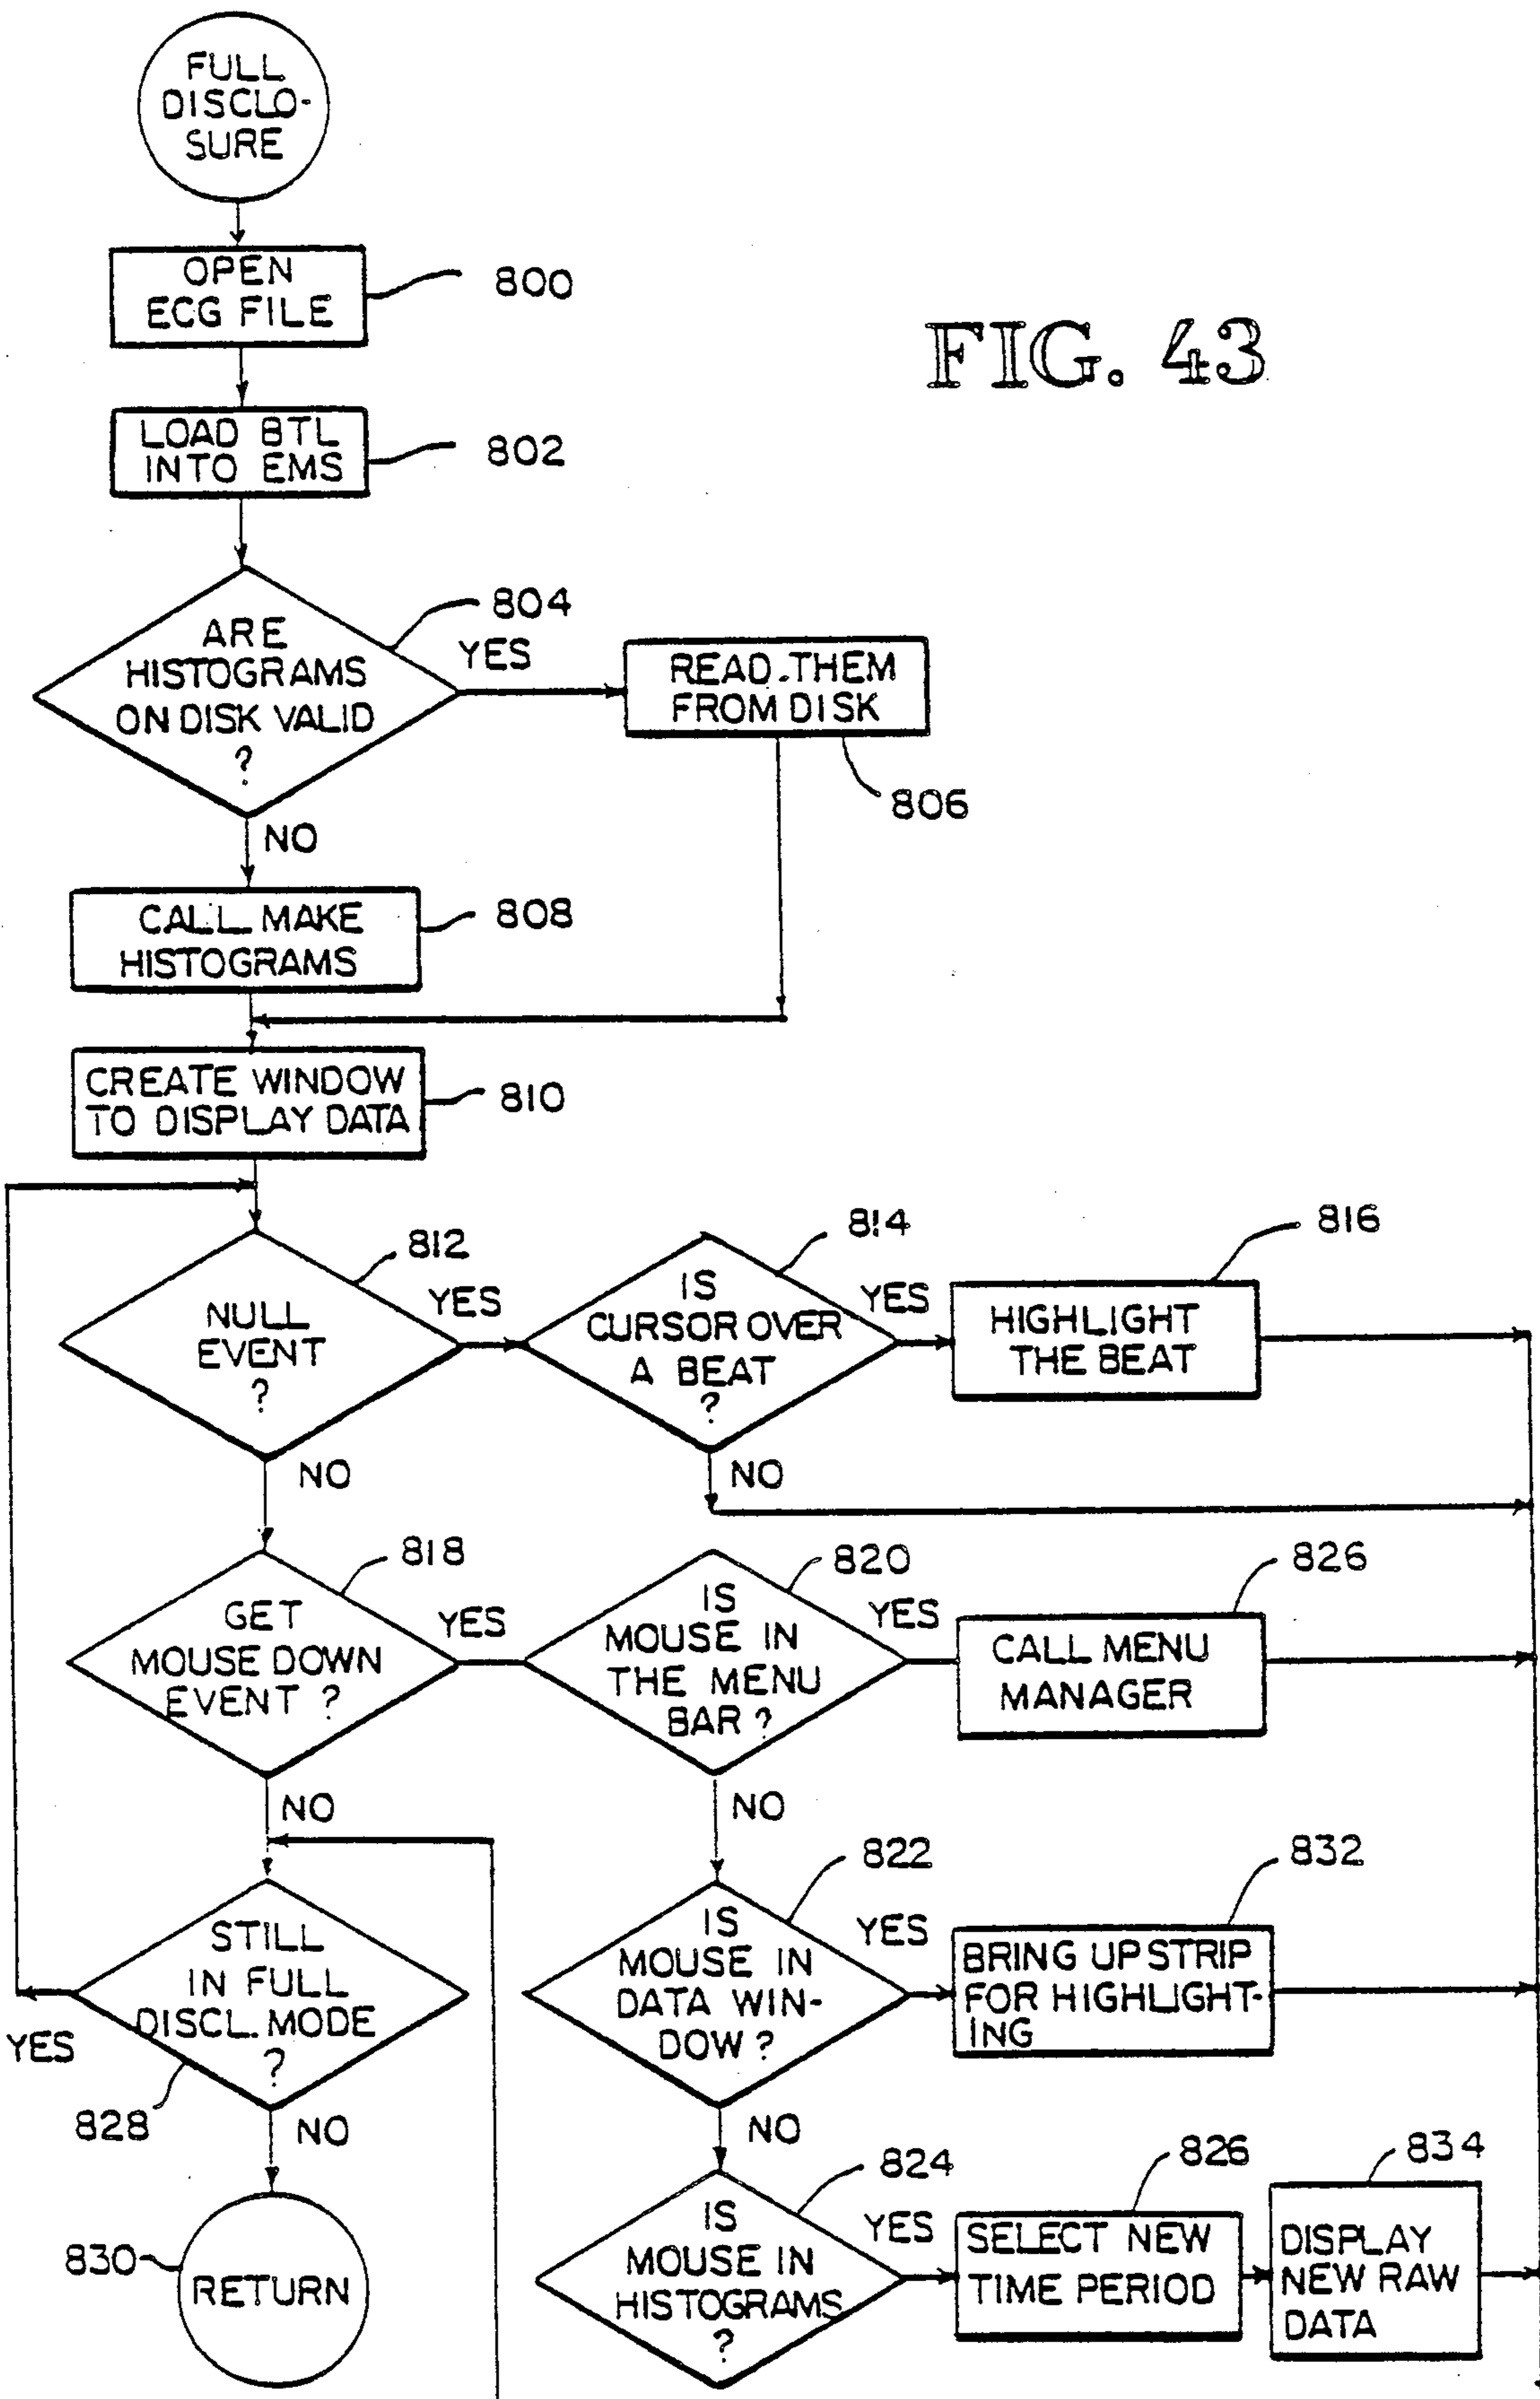 FULL
DISCLO-
SURE
OPEN
ECG FILE
800
FIG. 43
LOAD BTL
INTO EMS
802
ARE
HISTOGRAMS
ON DISK VALID
?
804
YES
READ THEM
FROM DISK
806
NO
CALL MAKE
HISTOGRAMS
808
CREATE WINDOW
TO DISPLAY DATA
810
NULL
EVENT
?
812
YES
IS
CURSOR OVER
A BEAT
?
814
YES
HIGHLIGHT
THE BEAT
816
NO
NO
GET
MOUSE DOWN
EVENT ?
818
YES
IS
MOUSE IN
THE MENU
BAR ?
820
YES
CALL MENU
MANAGER
826
NO
NO
STILL
IN FULL
DISCL. MODE
?
YES
828
NO
IS
MOUSE IN
DATA WIN-
DOW ?
822
YES
BRING UP STRIP
FOR HIGHLIGHT-
ING
832
NO
830
RETURN
IS
MOUSE IN
HISTOGRAMS
?
824
YES
SELECT NEW
TIME PERIOD
826
DISPLAY
NEW RAW
DATA
834